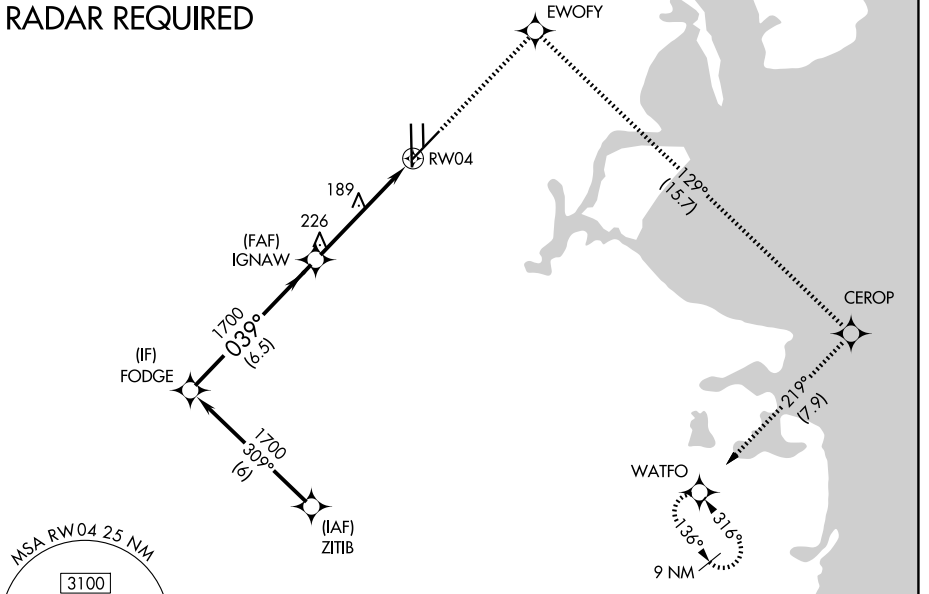 RADAR REQUIRED
EWOFY
RW04
189
226
(FAF)
IGNAW
129°
(15.7)
CEROP
1700
039°
(6.5)
(IF)
FODGE
219°
(7.9)
1700
309°
(6)
WATFO
(IAF)
ZITIB
136°
316°
9 NM
MSA RW04 25 NM
3100